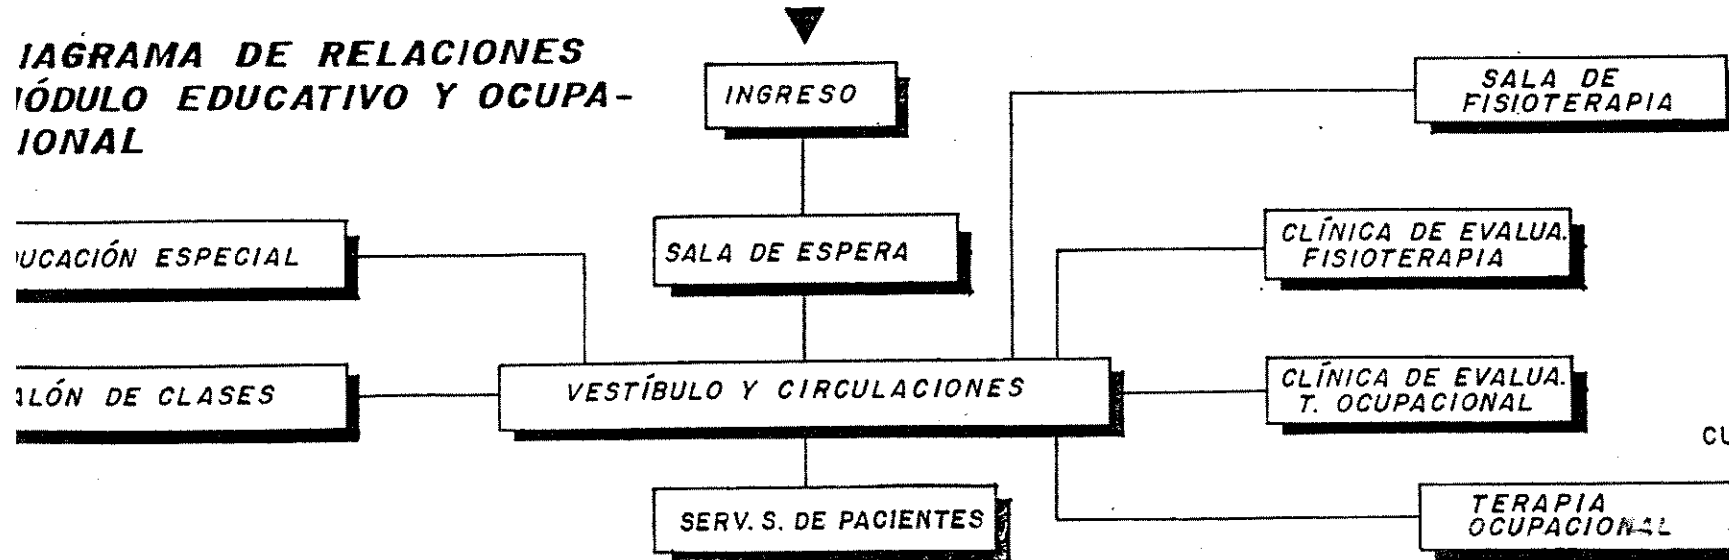 IAGRAMA DE RELACIONES
ÓDULO EDUCATIVO Y OCUPA-
IONAL
INGRESO
SALA DE
FISIOTERAPIA
UCACIÓN ESPECIAL
SALA DE ESPERA
CLÍNICA DE EVALUA.
FISIOTERAPIA
ALÓN DE CLASES
VESTÍBULO Y CIRCULACIONES
CLÍNICA DE EVALUA.
T. OCUPACIONAL
CU
SERV. S. DE PACIENTES
TERAPIA
OCUPACIONAL